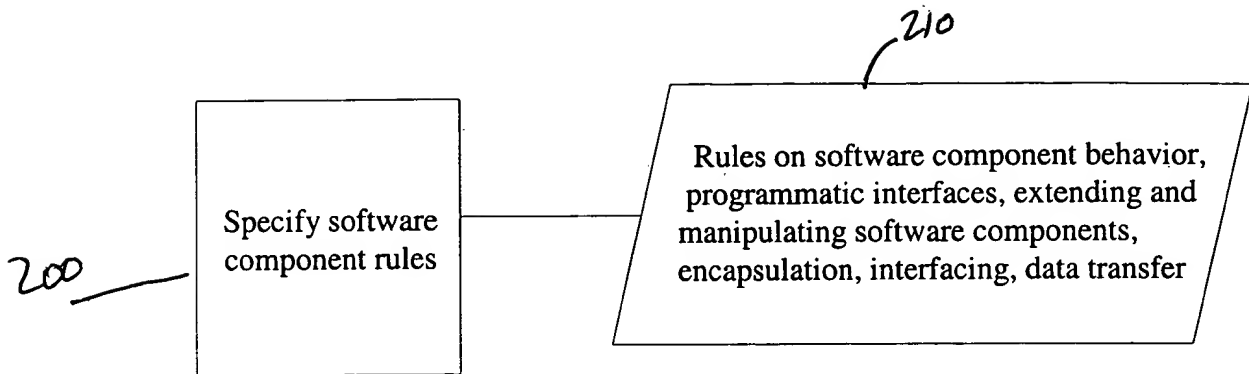 210
Rules on software component behavior,
programmatic interfaces, extending and
manipulating software components,
encapsulation, interfacing, data transfer
Specify software
component rules
200